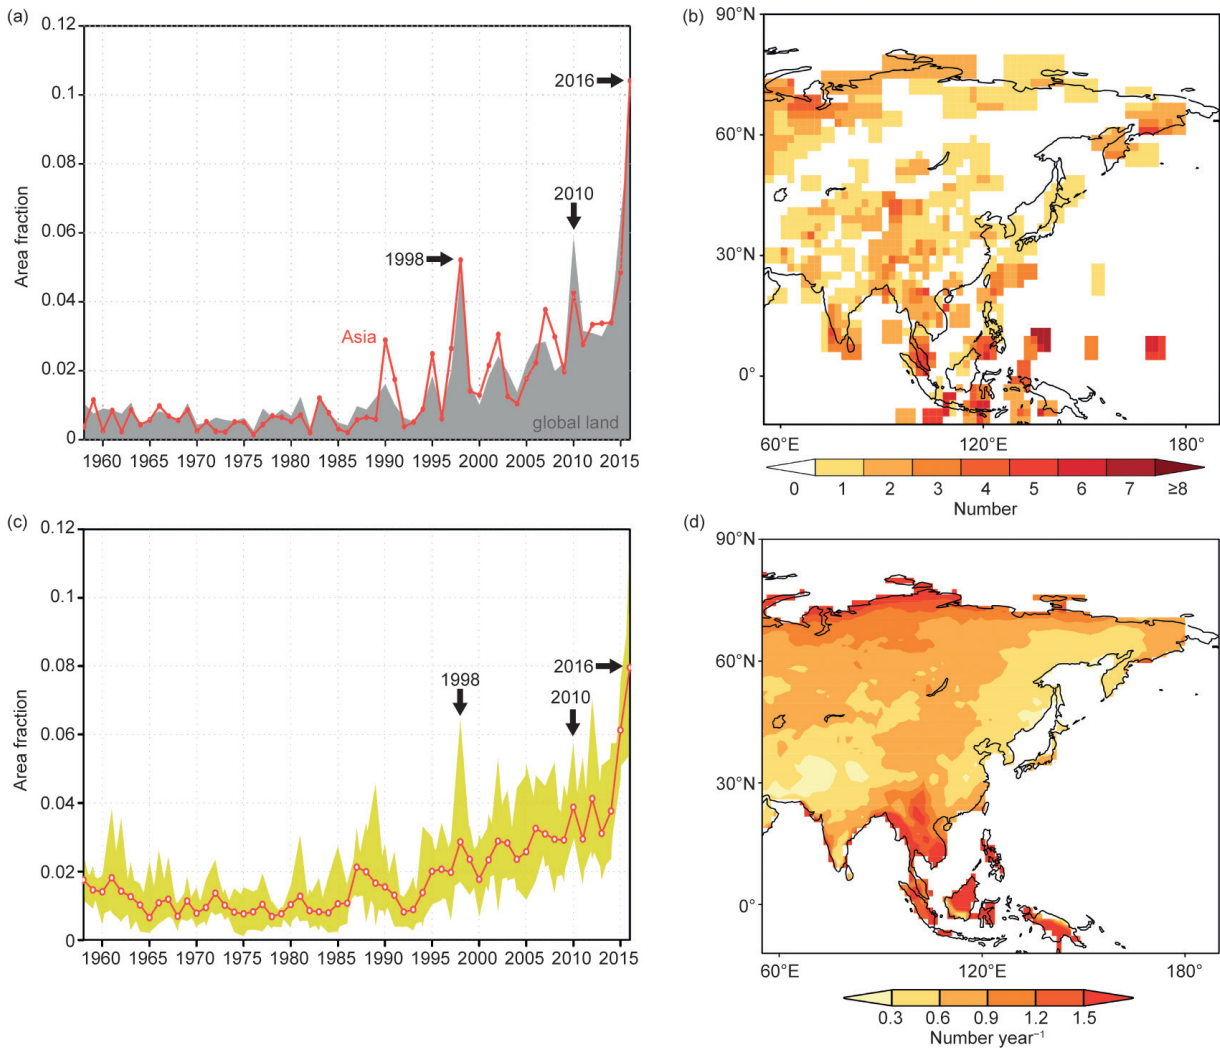 (a)
0.12
0.1
0.08
0.06
0.04
0.02
0
Area fraction
2016
2010
1998
Asia
global land
1960 1965 1970 1975 1980 1985 1990 1995 2000 2005 2010 2015
(b)
90°N
60°N
30°N
0°
60°E 120°E 180°
0 1 2 3 4 5 6 7 ≥8
Number
(c)
0.12
0.1
0.08
0.06
0.04
0.02
0
Area fraction
2016
1998
2010
1960 1965 1970 1975 1980 1985 1990 1995 2000 2005 2010 2015
(d)
90°N
60°N
30°N
0°
60°E 120°E 180°
0.3 0.6 0.9 1.2 1.5
Number year⁻¹